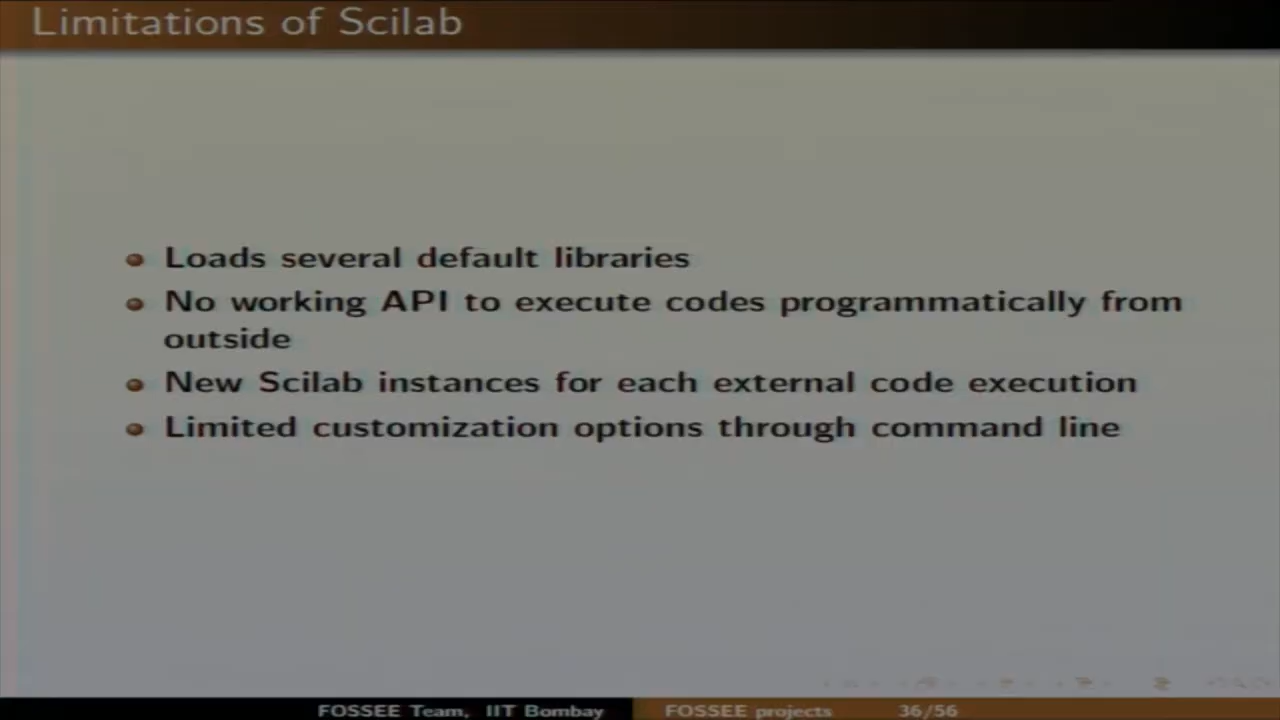 Limitations of Scilab
Loads several default libraries
No working API to execute codes programmatically from
outside
New Scilab instances for each external code execution
Limited customization options through command line
FOSSEE Team, IIT Bombay FOSSEE projects 36/56